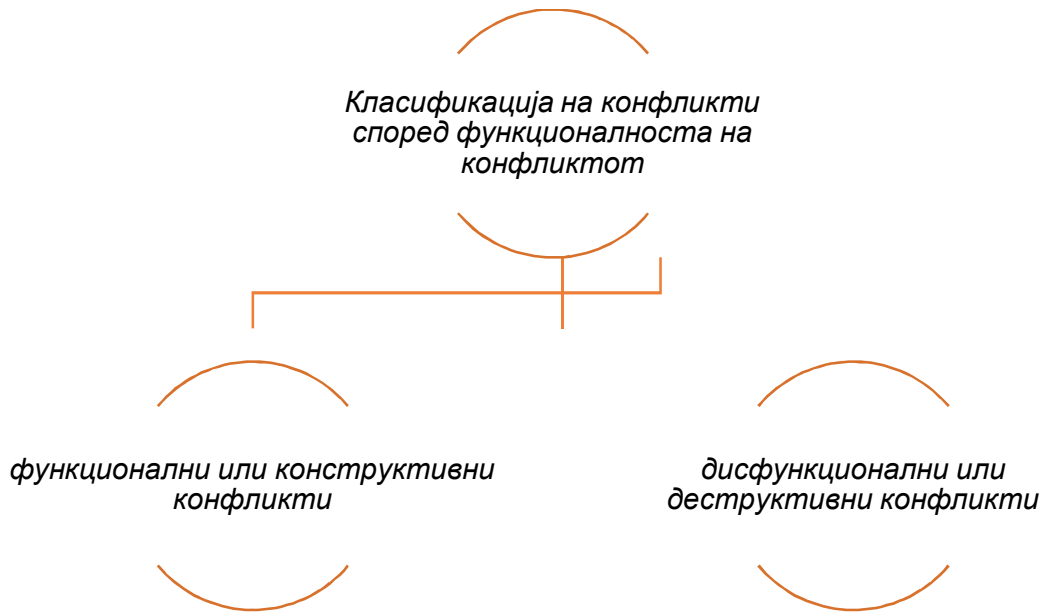 Класификација на конфликти
според функционалноста на
конфликтот
функционални или конструктивни
конфликти
дисфункционални или
деструктивни конфликти